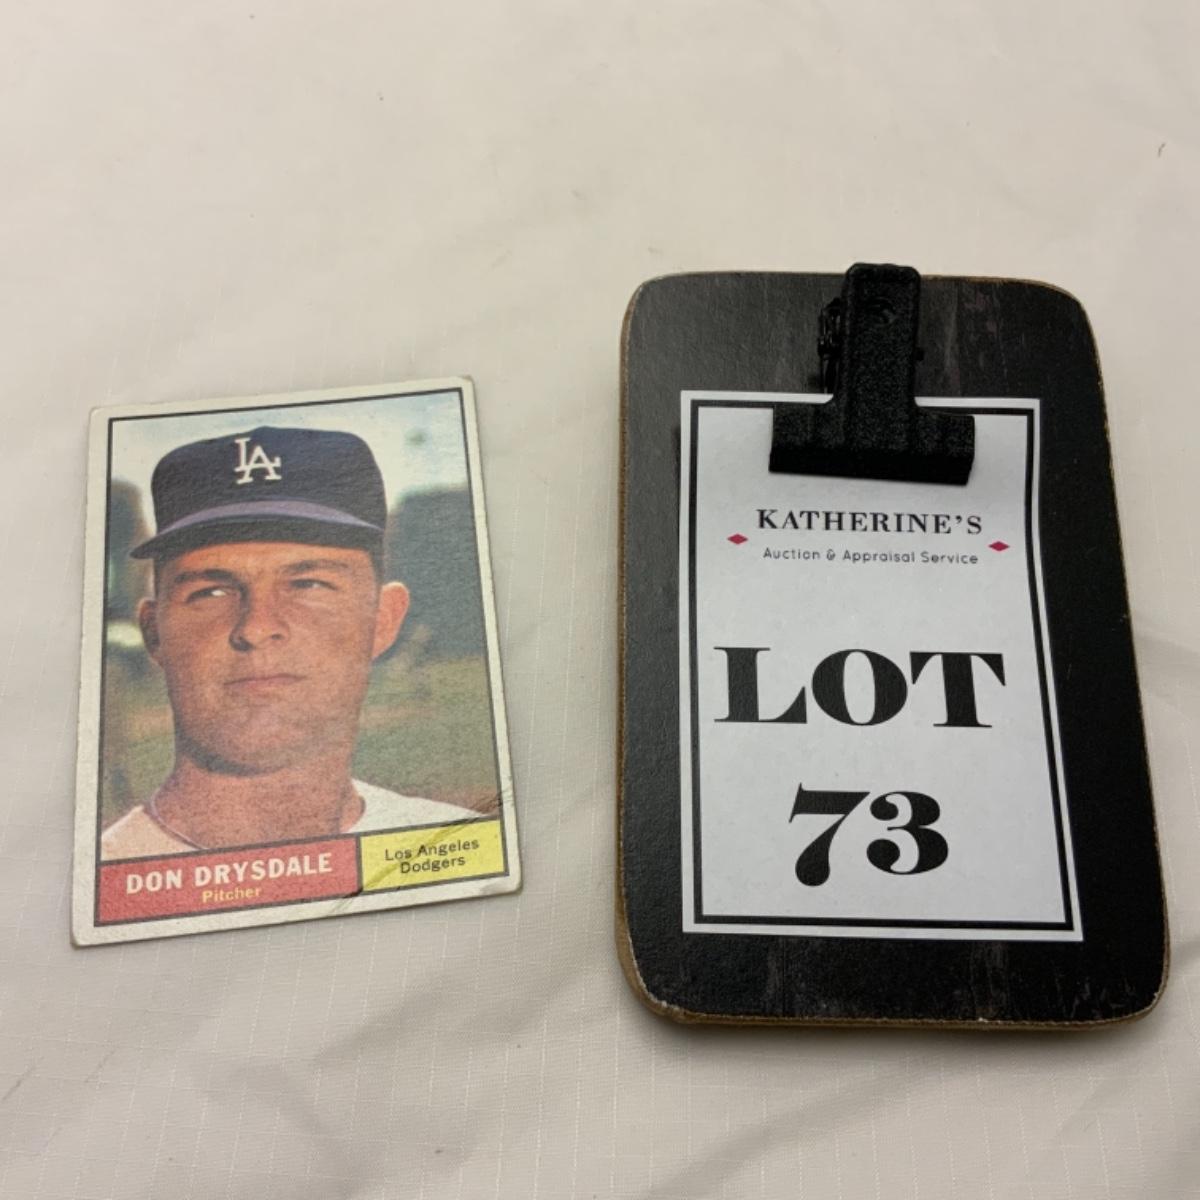 LA
DON DRYSDALE
Pitcher
Los Angeles
Dodgers
KATHERINE'S
Auction & Appraisal Service
LOT
73